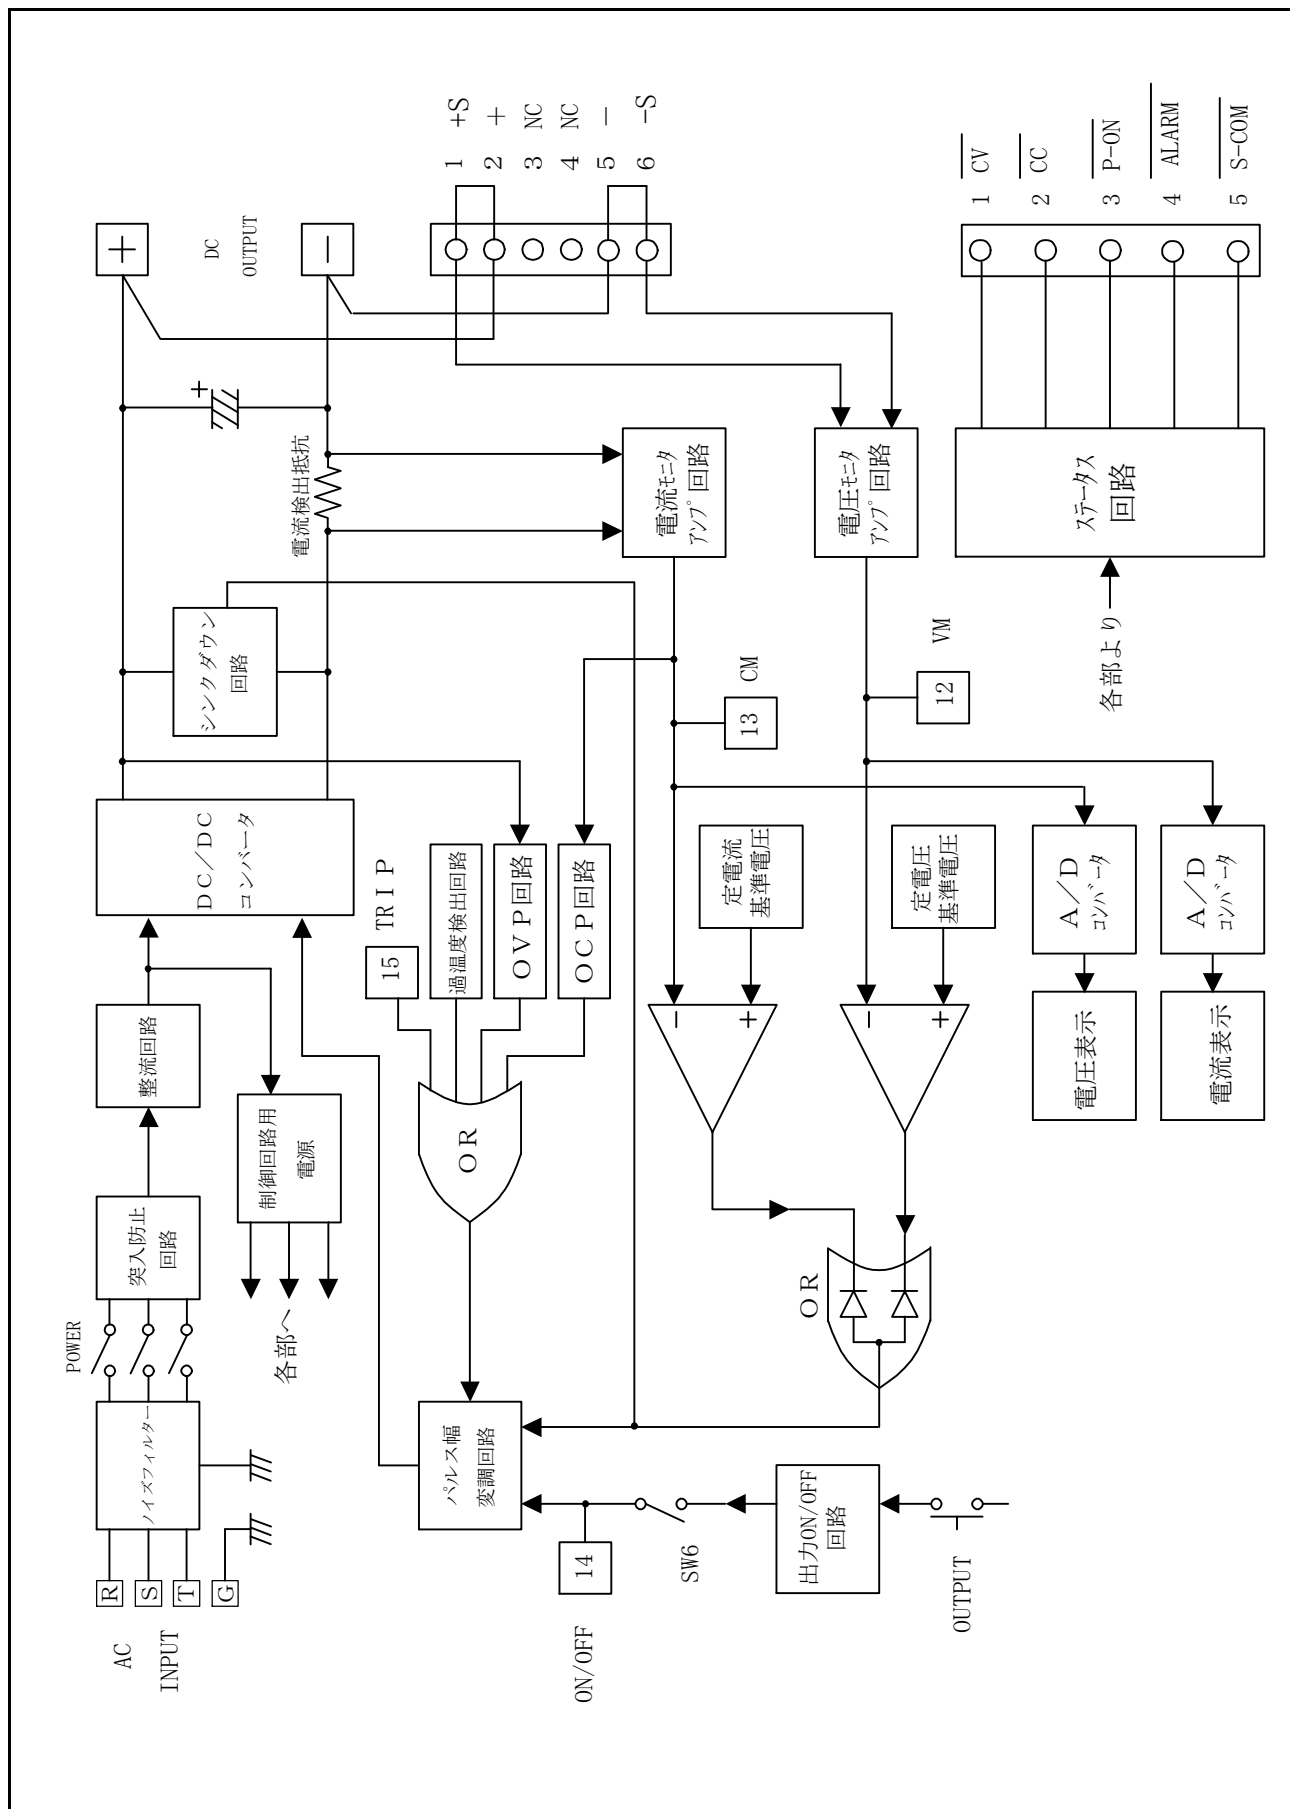 AC
INPUT
R
S
T
G
ノイズフィルター
POWER
突入防止
回路
整流回路
制御回路用
電源
各部へ
DC/DC
コンバータ
シンクダウン
回路
電流検出抵抗
+
+
−
DC
OUTPUT
1 +S
2 +
3 NC
4 NC
5 −
6 -S
15
TRIP
過温度検出回路
OVP回路
OCP回路
OR
パルス幅
変調回路
電流モニタ
アンプ回路
13
CM
電圧モニタ
アンプ回路
12
VM
定電流
基準電圧
定電圧
基準電圧
−
+
−
+
OR
ON/OFF
14
SW6
出力ON/OFF
回路
OUTPUT
A/D
コンバータ
電圧表示
A/D
コンバータ
電流表示
各部より
ステータス
回路
1 CV
2 CC
3 P-ON
4 ALARM
5 S-COM